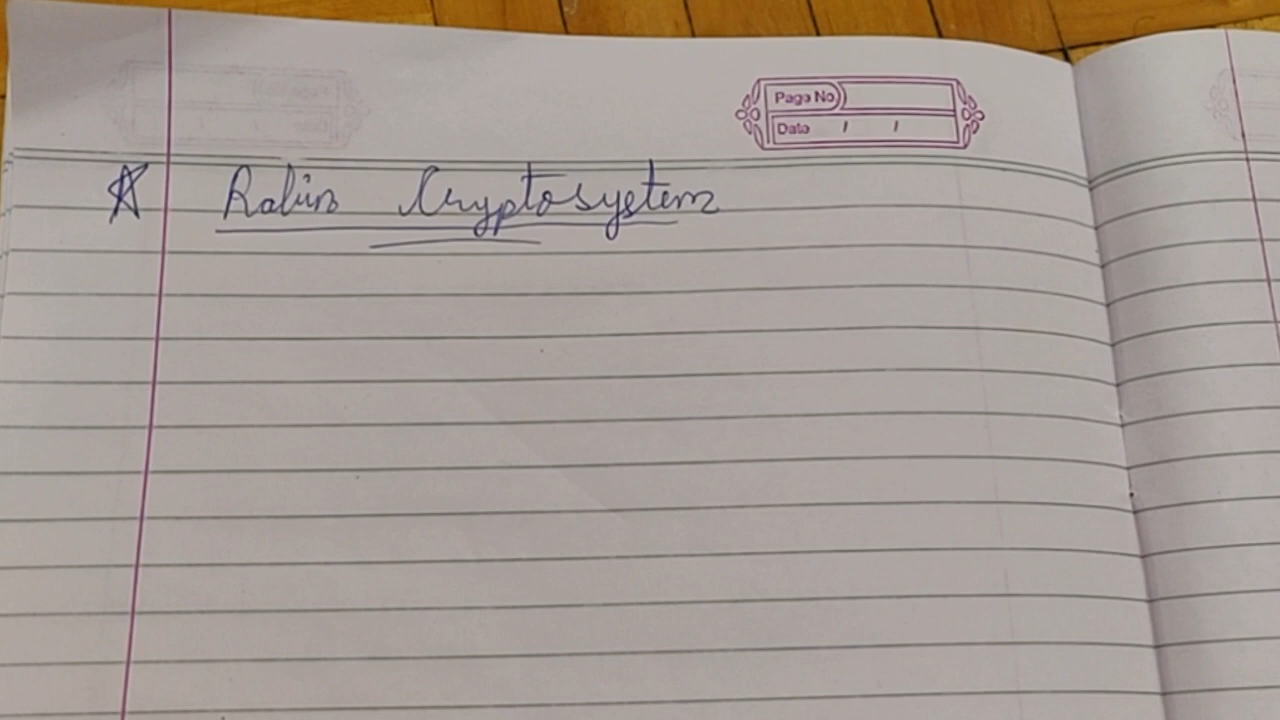 Page No
Date / /
☆ Rabin Cryptosystem